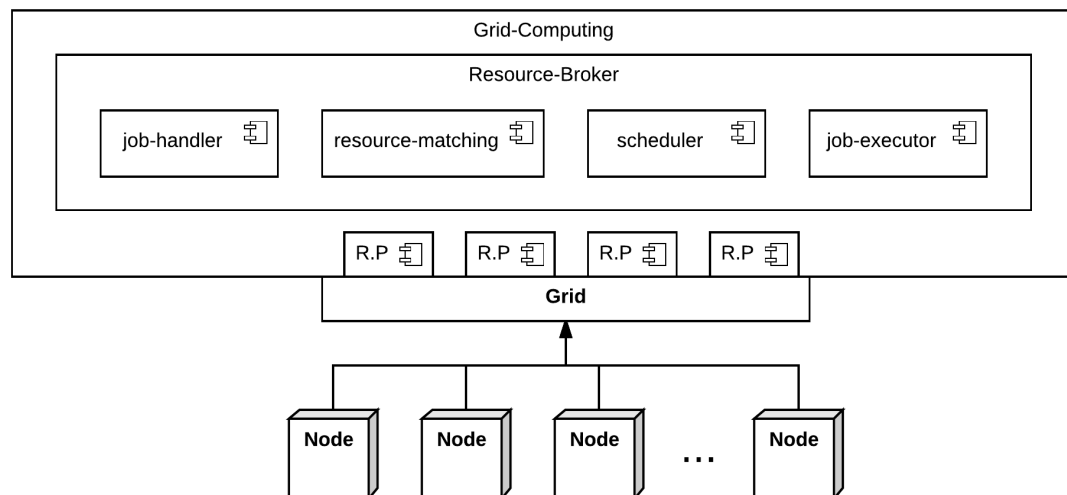 Grid-Computing
Resource-Broker
job-handler
resource-matching
scheduler
job-executor
R.P
R.P
R.P
R.P
Grid
Node
Node
Node
...
Node